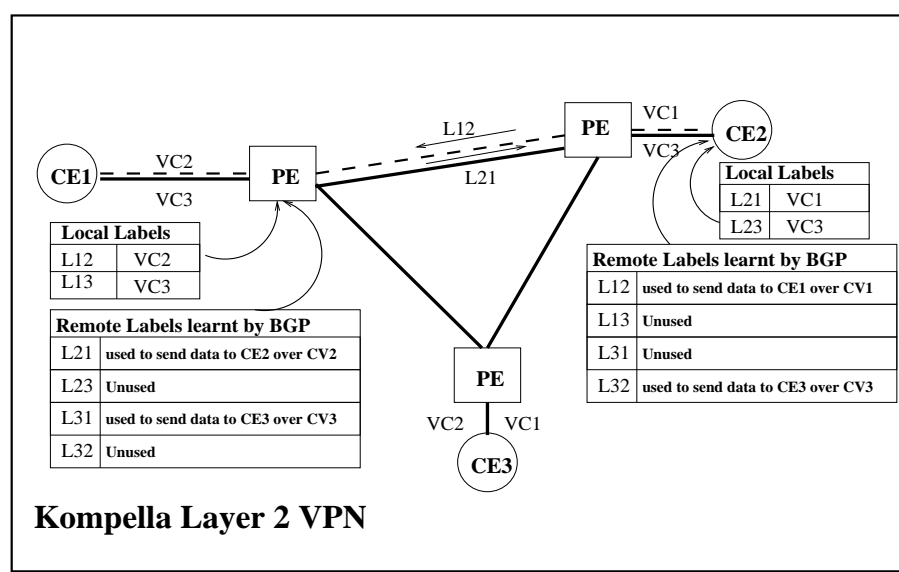 VC1
L12
PE
CE2
VC3
VC2
CE1
PE
L21
VC3
Local Labels
L21 VC1
L23 VC3
Local Labels
L12 VC2
L13 VC3
Remote Labels learnt by BGP
L12 used to send data to CE1 over CV1
L13 Unused
L31 Unused
L32 used to send data to CE3 over CV3
Remote Labels learnt by BGP
L21 used to send data to CE2 over CV2
L23 Unused
L31 used to send data to CE3 over CV3
L32 Unused
PE
VC2 VC1
CE3
Kompella Layer 2 VPN